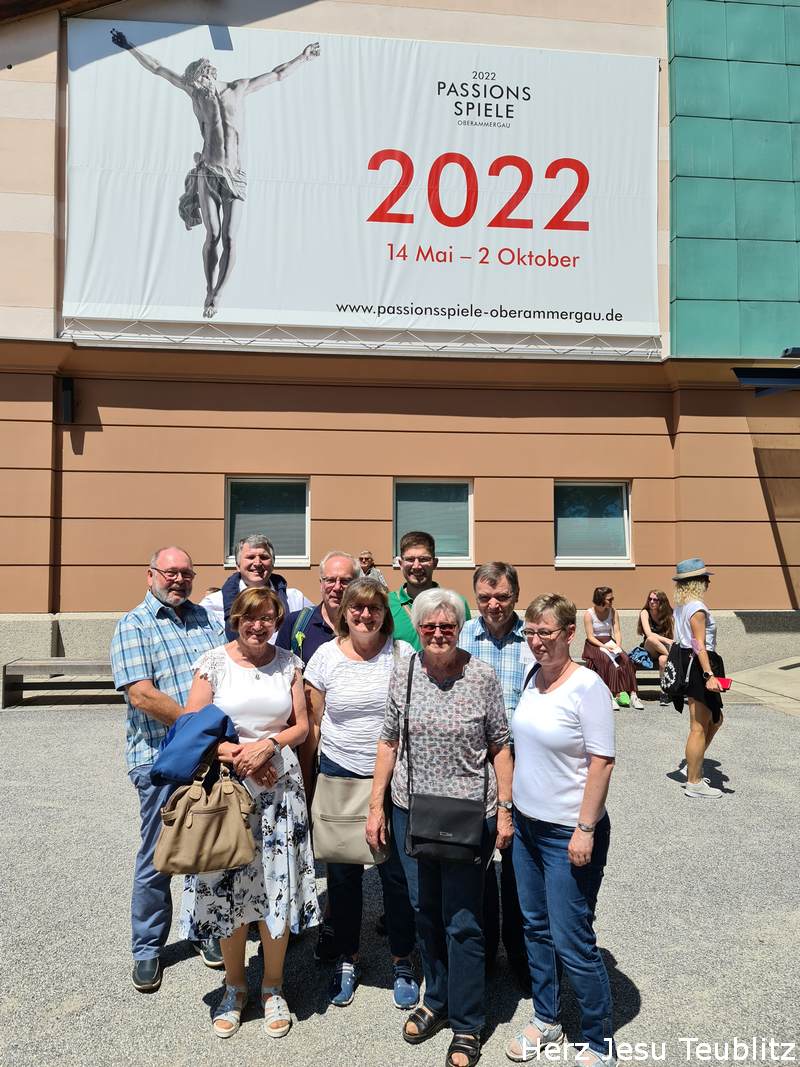 2022
PASSIONS
SPIELE
OBERAMMERGAU
2022
14 Mai – 2 Oktober
www.passionsspiele-oberammergau.de
Herz Jesu Teublitz